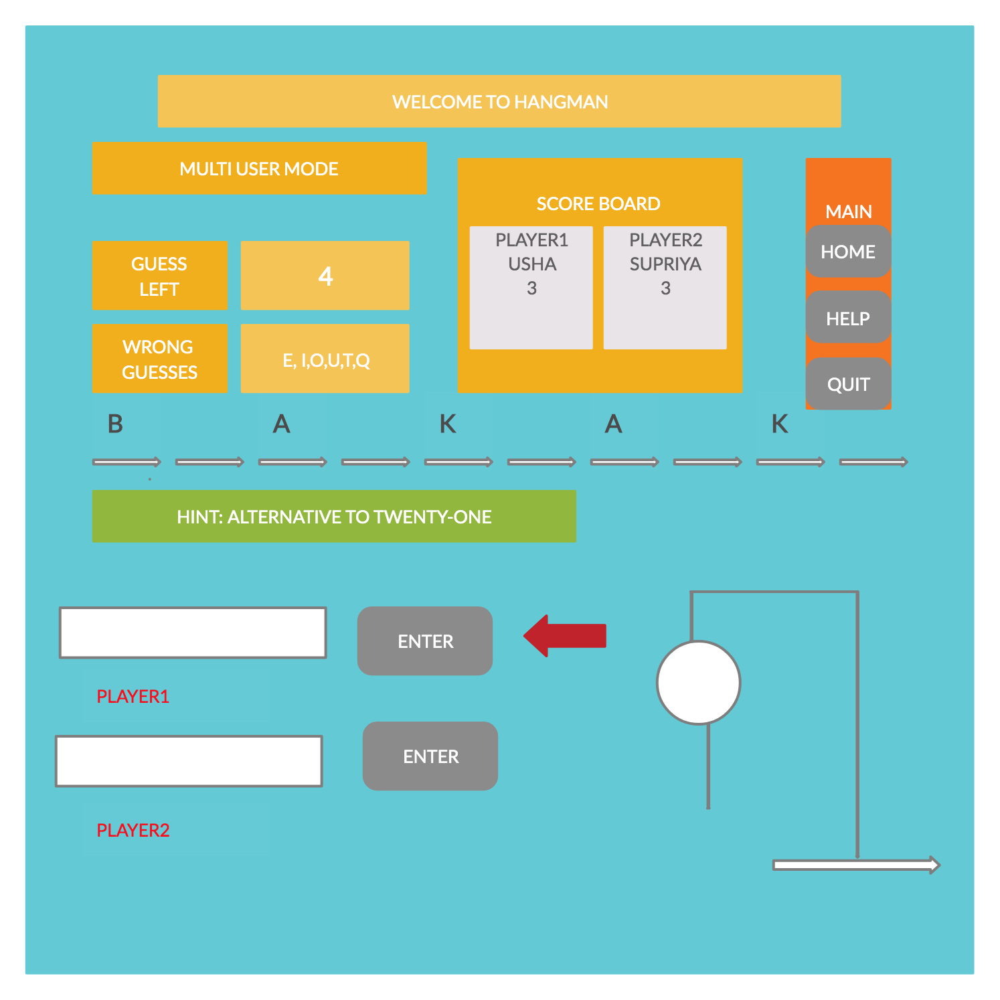 WELCOME TO HANGMAN
MULTI USER MODE
SCORE BOARD
PLAYER1
USHA
3
PLAYER2
SUPRIYA
3
MAIN
HOME
HELP
QUIT
GUESS
LEFT
4
WRONG
GUESSES
E, I,O,U,T,Q
B A K A K
HINT: ALTERNATIVE TO TWENTY-ONE
ENTER
PLAYER1
ENTER
PLAYER2